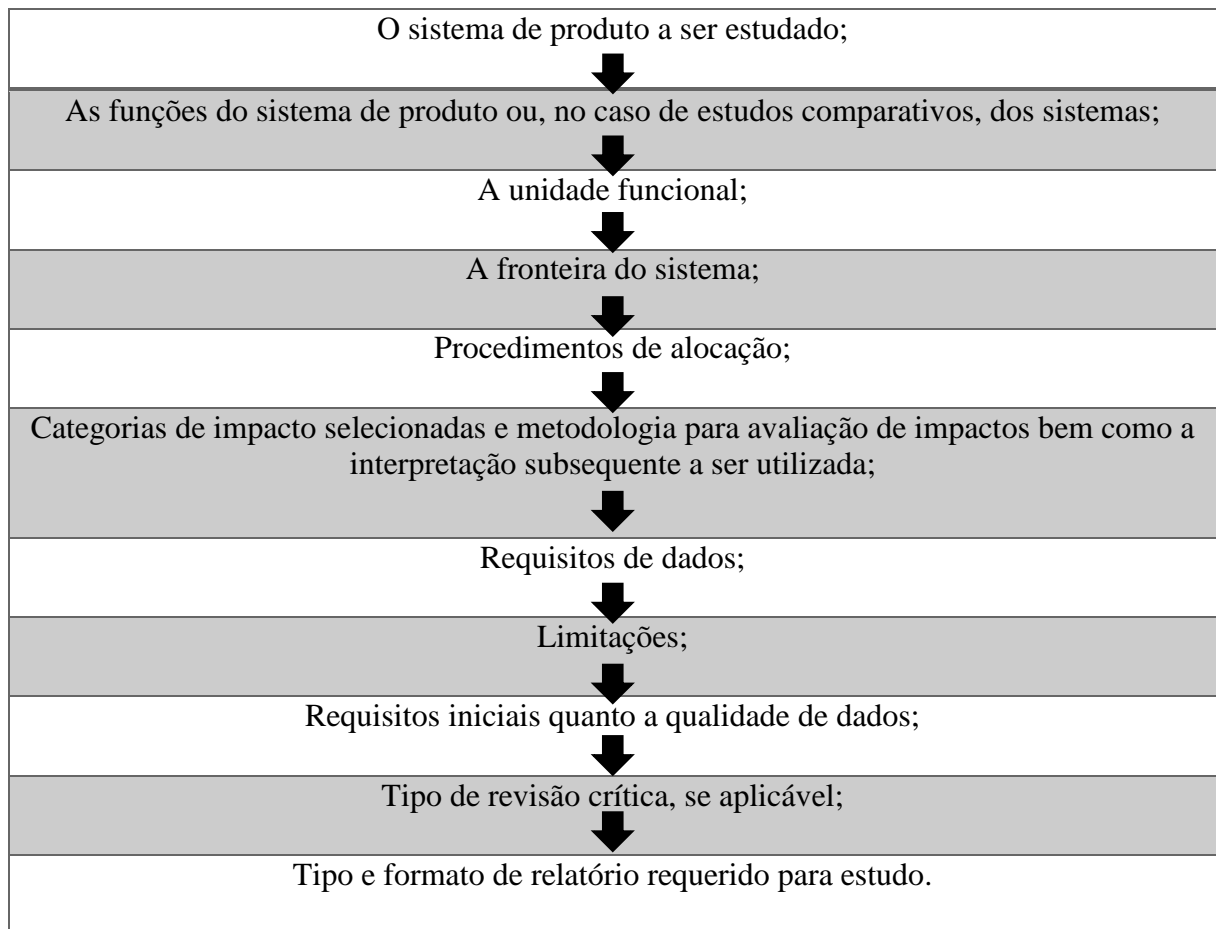 O sistema de produto a ser estudado;
As funções do sistema de produto ou, no caso de estudos comparativos, dos sistemas;
A unidade funcional;
A fronteira do sistema;
Procedimentos de alocação;
Categorias de impacto selecionadas e metodologia para avaliação de impactos bem como a
interpretação subsequente a ser utilizada;
Requisitos de dados;
Limitações;
Requisitos iniciais quanto a qualidade de dados;
Tipo de revisão crítica, se aplicável;
Tipo e formato de relatório requerido para estudo.